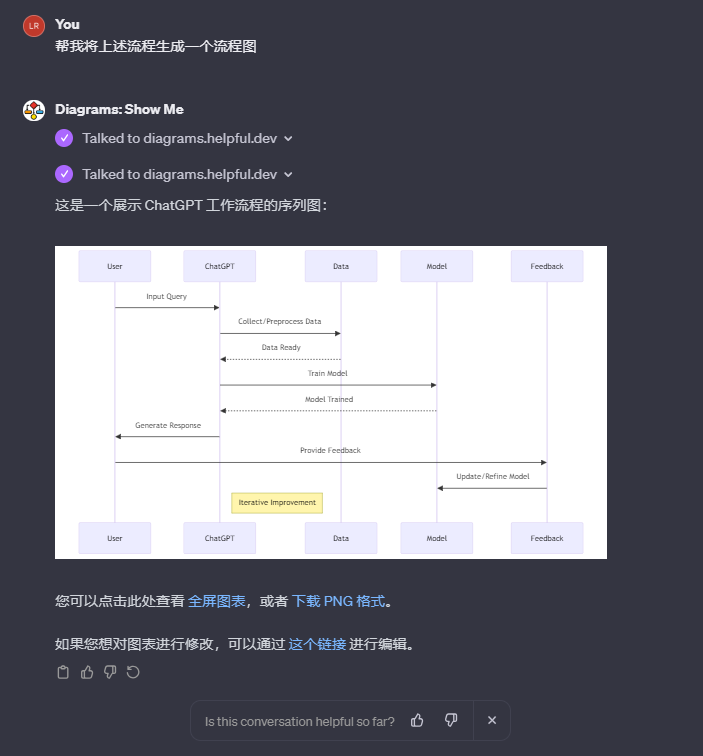 LR
You
帮我将上述流程生成一个流程图
Diagrams: Show Me
Talked to diagrams.helpful.dev
Talked to diagrams.helpful.dev
这是一个展示 ChatGPT 工作流程的序列图：
User ChatGPT Data Model Feedback
Input Query
Collect/Preprocess Data
Data Ready
Train Model
Model Trained
Generate Response
Provide Feedback
Update/Refine Model
Iterative Improvement
User ChatGPT Data Model Feedback
您可以点击此处查看 全屏图表，或者 下载 PNG 格式。
如果您想对图表进行修改，可以通过 这个链接 进行编辑。
Is this conversation helpful so far?